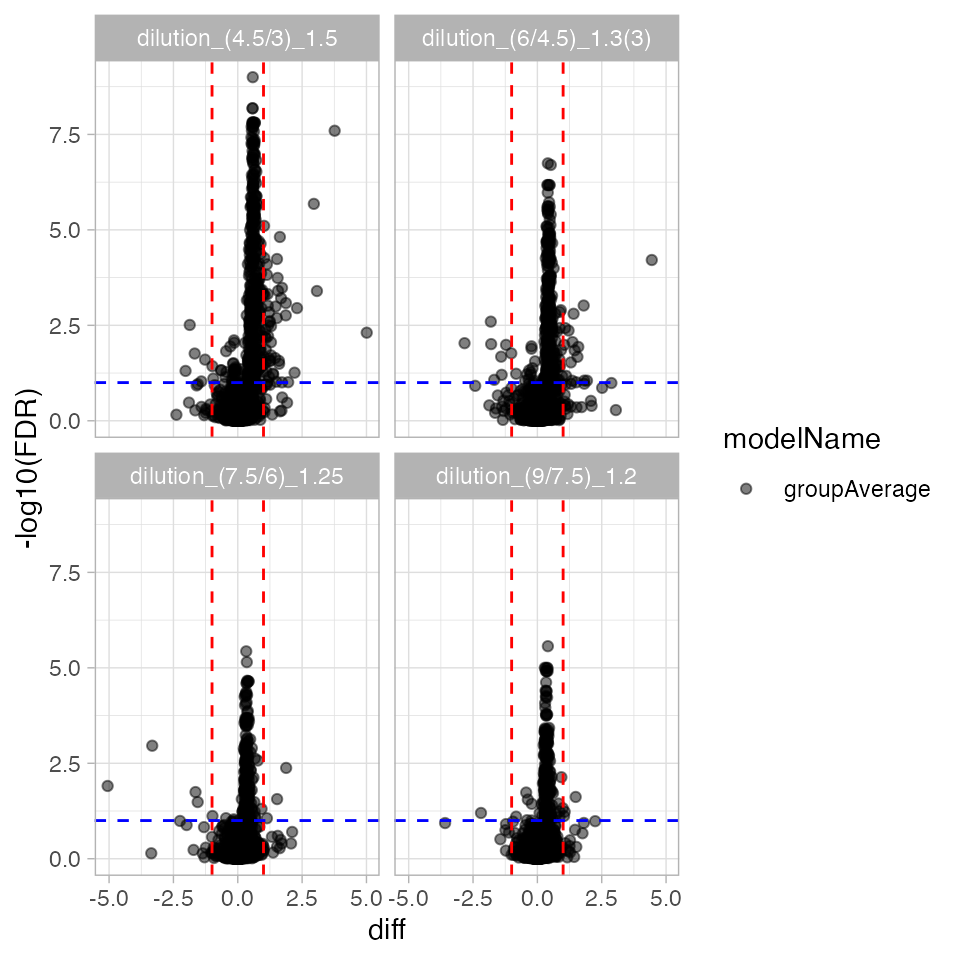 dilution_(4.5/3)_1.5
dilution_(6/4.5)_1.3(3)
7.5
5.0
2.5
0.0
-log10(FDR)
modelName
groupAverage
dilution_(7.5/6)_1.25
dilution_(9/7.5)_1.2
7.5
5.0
2.5
0.0
-5.0 -2.5 0.0 2.5 5.0 -5.0 -2.5 0.0 2.5 5.0
diff